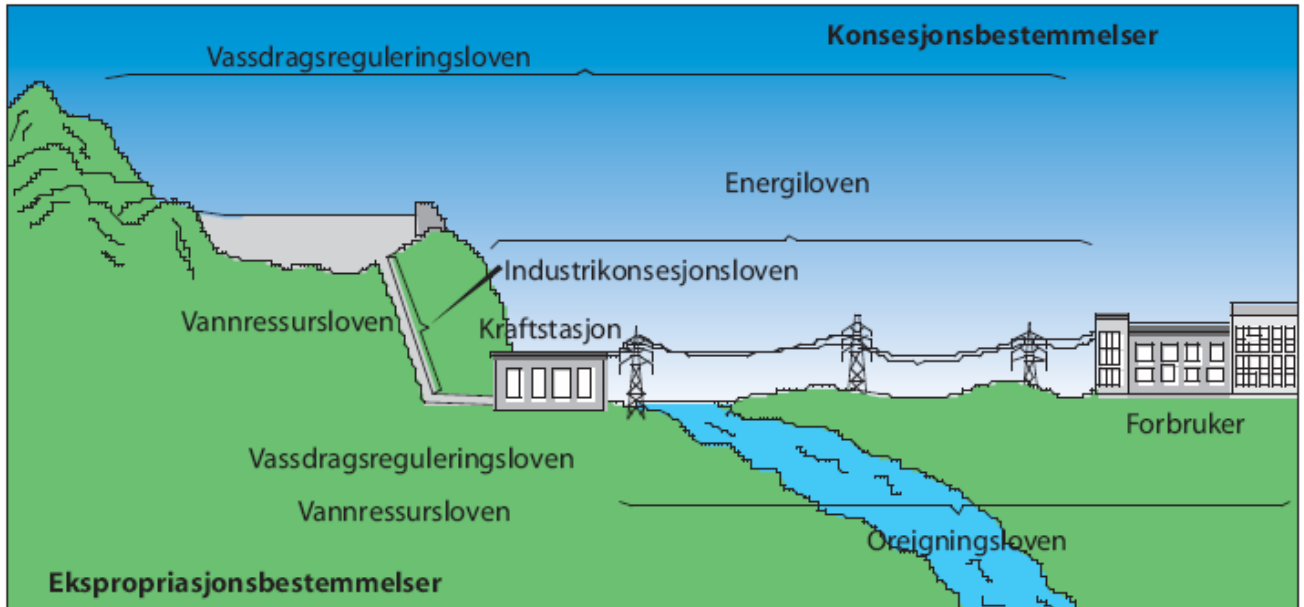 Konsesjonsbestemmelser
Vassdragsreguleringsloven
Energiloven
Industrikonsesjonsloven
Vannressursloven
Kraftstasjon
Forbruker
Vassdragsreguleringsloven
Vannressursloven
Oreigningsloven
Ekspropriasjonsbestemmelser